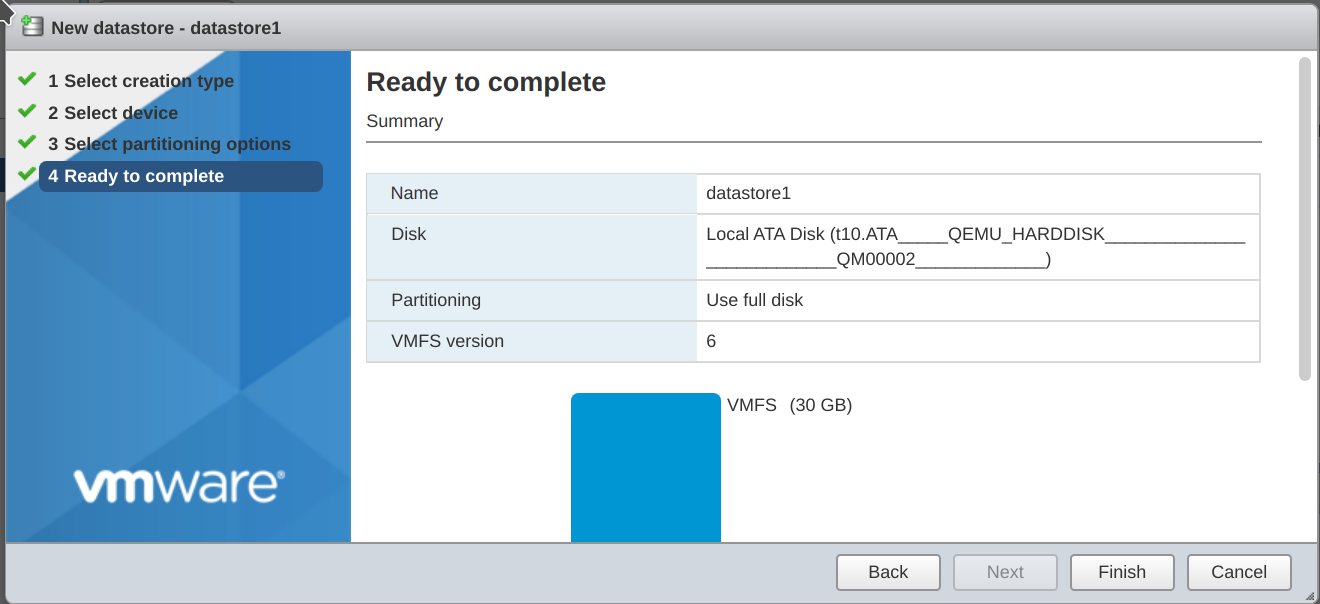 New datastore - datastore1
1 Select creation type
2 Select device
3 Select partitioning options
4 Ready to complete
vmware®
Ready to complete
Summary
Name datastore1
Disk Local ATA Disk (t10.ATA_____QEMU_HARDDISK______________
_____________QM00002_____________)
Partitioning Use full disk
VMFS version 6
VMFS (30 GB)
Back Next Finish Cancel